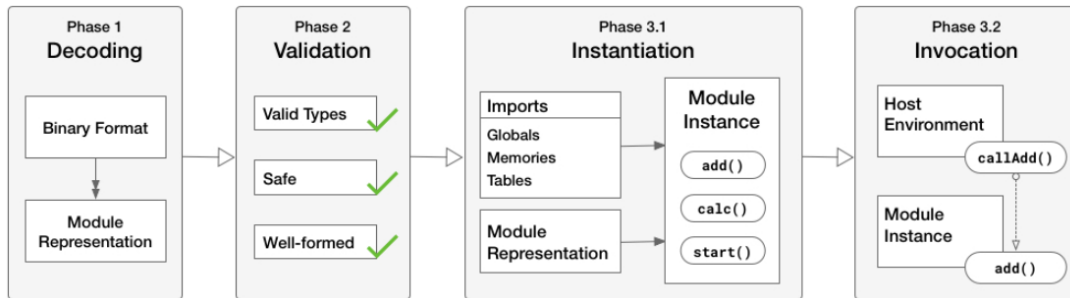 Phase 1
Decoding
Binary Format
Module
Representation
Phase 2
Validation
Valid Types
Safe
Well-formed
Phase 3.1
Instantiation
Imports
Globals
Memories
Tables
Module
Representation
Module
Instance
add()
calc()
start()
Phase 3.2
Invocation
Host
Environment
callAdd()
Module
Instance
add()